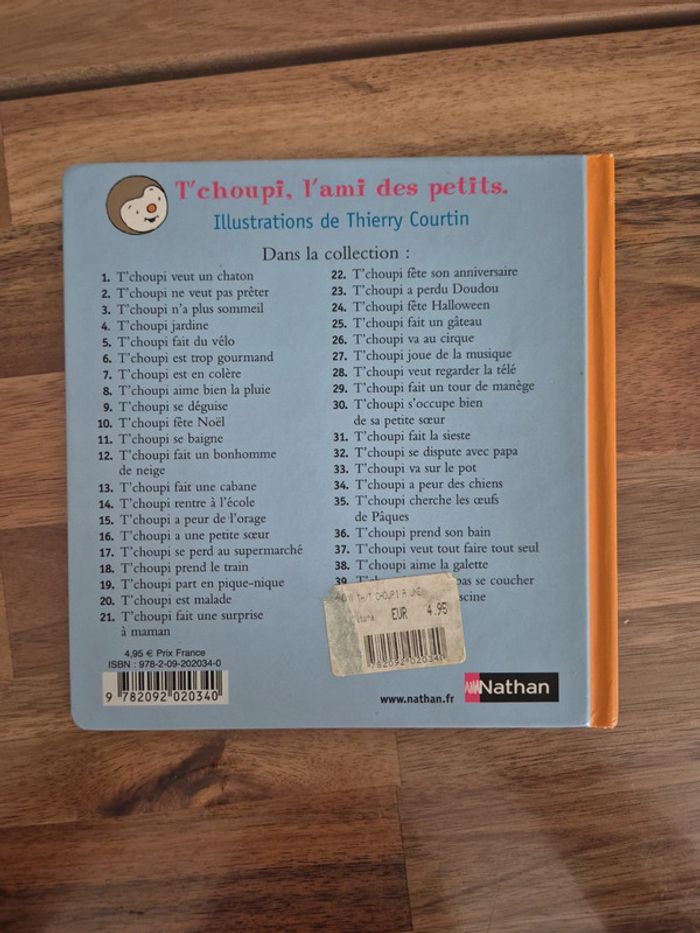 T'choupi, l'ami des petits.
Illustrations de Thierry Courtin
Dans la collection :
1. T'choupi veut un chaton
2. T'choupi ne veut pas prêter
3. T'choupi n'a plus sommeil
4. T'choupi jardine
5. T'choupi fait du vélo
6. T'choupi est trop gourmand
7. T'choupi est en colère
8. T'choupi aime bien la pluie
9. T'choupi se déguise
10. T'choupi fête Noël
11. T'choupi se baigne
12. T'choupi fait un bonhomme
de neige
13. T'choupi fait une cabane
14. T'choupi rentre à l'école
15. T'choupi a peur de l'orage
16. T'choupi a une petite sœur
17. T'choupi se perd au supermarché
18. T'choupi prend le train
19. T'choupi part en pique-nique
20. T'choupi est malade
21. T'choupi fait une surprise
à maman
22. T'choupi fête son anniversaire
23. T'choupi a perdu Doudou
24. T'choupi fête Halloween
25. T'choupi fait un gâteau
26. T'choupi va au cirque
27. T'choupi joue de la musique
28. T'choupi veut regarder la télé
29. T'choupi fait un tour de manège
30. T'choupi s'occupe bien
de sa petite sœur
31. T'choupi fait la sieste
32. T'choupi se dispute avec papa
33. T'choupi va sur le pot
34. T'choupi a peur des chiens
35. T'choupi cherche les œufs
de Pâques
36. T'choupi prend son bain
37. T'choupi veut tout faire tout seul
38. T'choupi aime la galette
39. pas se coucher
T CHOUPI A UNE
EUR 4.95
782092 020340
4,95 € Prix France
ISBN : 978-2-09-202034-0
9 782092 020340
www.nathan.fr
Nathan